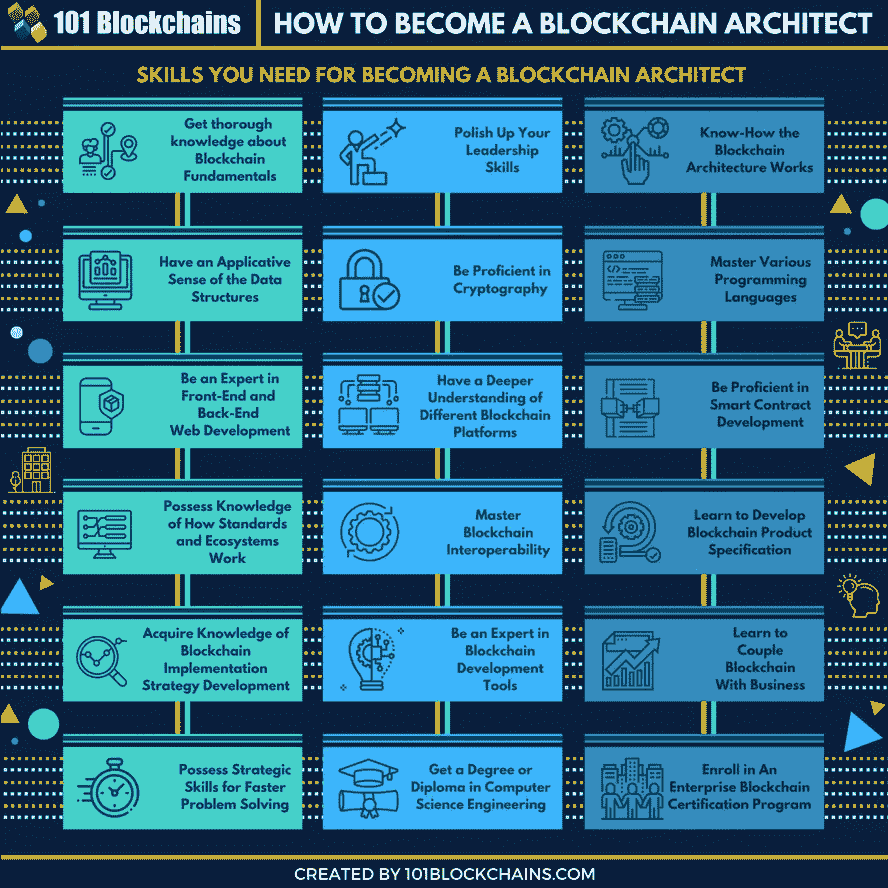 101 Blockchains
HOW TO BECOME A BLOCKCHAIN ARCHITECT
SKILLS YOU NEED FOR BECOMING A BLOCKCHAIN ARCHITECT
Get thorough
knowledge about
Blockchain
Fundamentals
Polish Up Your
Leadership
Skills
Know-How the
Blockchain
Architecture Works
Have an Applicative
Sense of the Data
Structures
Be Proficient in
Cryptography
Master Various
Programming
Languages
Be an Expert in
Front-End and
Back-End
Web Development
Have a Deeper
Understanding of
Different Blockchain
Platforms
Be Proficient in
Smart Contract
Development
Possess Knowledge
of How Standards
and Ecosystems
Work
Master
Blockchain
Interoperability
Learn to Develop
Blockchain Product
Specification
Acquire Knowledge of
Blockchain
Implementation
Strategy Development
Be an Expert in
Blockchain
Development
Tools
Learn to
Couple
Blockchain
With Business
Possess Strategic
Skills for Faster
Problem Solving
Get a Degree or
Diploma in Computer
Science Engineering
Enroll in An
Enterprise Blockchain
Certification Program
CREATED BY 101BLOCKCHAINS.COM